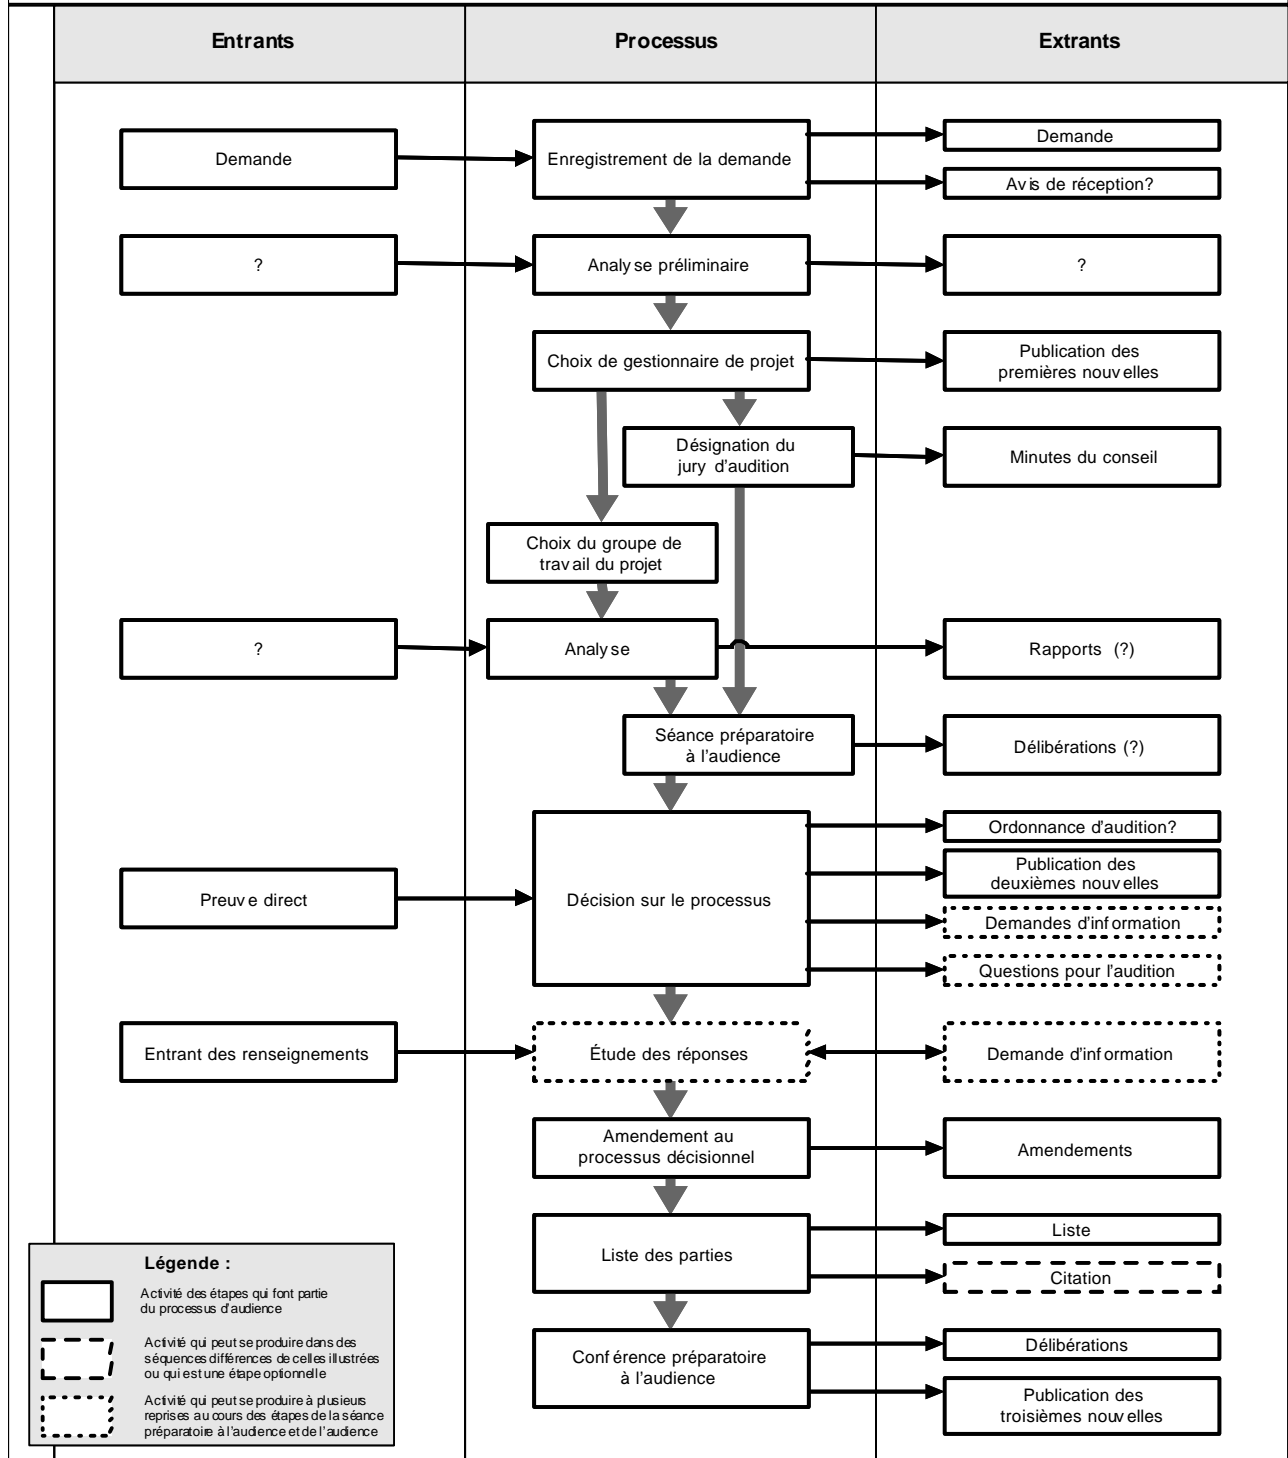 Entrants
Processus
Extrants
Demande
Enregistrement de la demande
Demande
Avis de réception?
?
Analyse préliminaire
?
Choix de gestionnaire de projet
Publication des
premières nouvelles
Désignation du
jury d'audition
Minutes du conseil
Choix du groupe de
travail du projet
?
Analyse
Rapports (?)
Séance préparatoire
à l'audience
Délibérations (?)
Preuve direct
Décision sur le processus
Ordonnance d'audition?
Publication des
deuxièmes nouvelles
Demandes d'information
Questions pour l'audition
Entrant des renseignements
Étude des réponses
Demande d'information
Amendement au
processus décisionnel
Amendements
Liste des parties
Liste
Citation
Conférence préparatoire
à l'audience
Délibérations
Publication des
troisièmes nouvelles
Légende :
Activité des étapes qui font partie
du processus d'audience
Activité qui peut se produire dans des
séquences différences de celles illustrées
ou qui est une étape optionnelle
Activité qui peut se produire à plusieurs
reprises au cours des étapes de la séance
préparatoire à l'audience et de l'audience